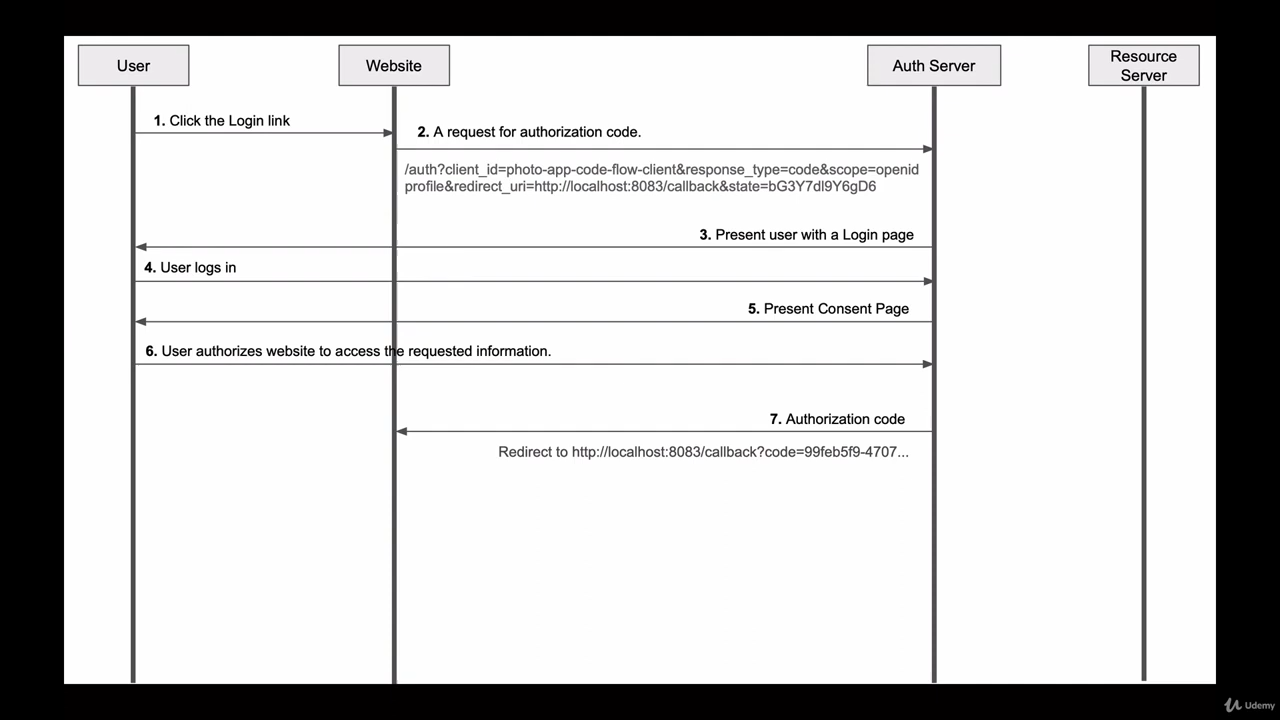 User
Website
Auth Server
Resource
Server
1. Click the Login link
2. A request for authorization code.
/auth?client_id=photo-app-code-flow-client&response_type=code&scope=openid
profile&redirect_uri=http://localhost:8083/callback&state=bG3Y7dl9Y6gD6
3. Present user with a Login page
4. User logs in
5. Present Consent Page
6. User authorizes website to access the requested information.
7. Authorization code
Redirect to http://localhost:8083/callback?code=99feb5f9-4707...
Udemy